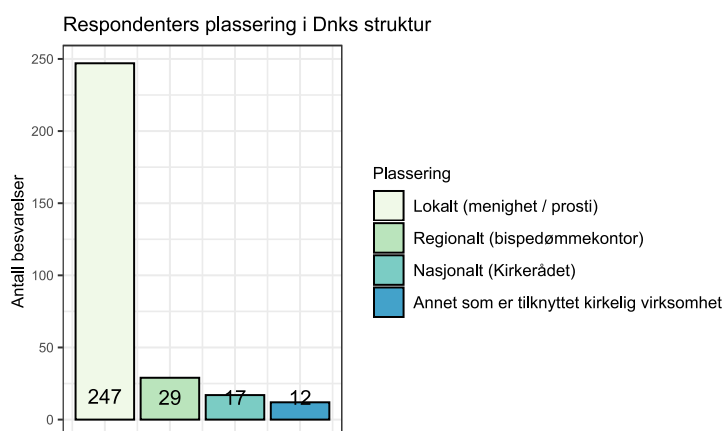 Respondenters plassering i Dnks struktur
250
200
150
100
50
0
Antall besvarelser
247
29
17
12
Plassering
Lokalt (menighet / prosti)
Regionalt (bispedømmekontor)
Nasjonalt (Kirkerådet)
Annet som er tilknyttet kirkelig virksomhet